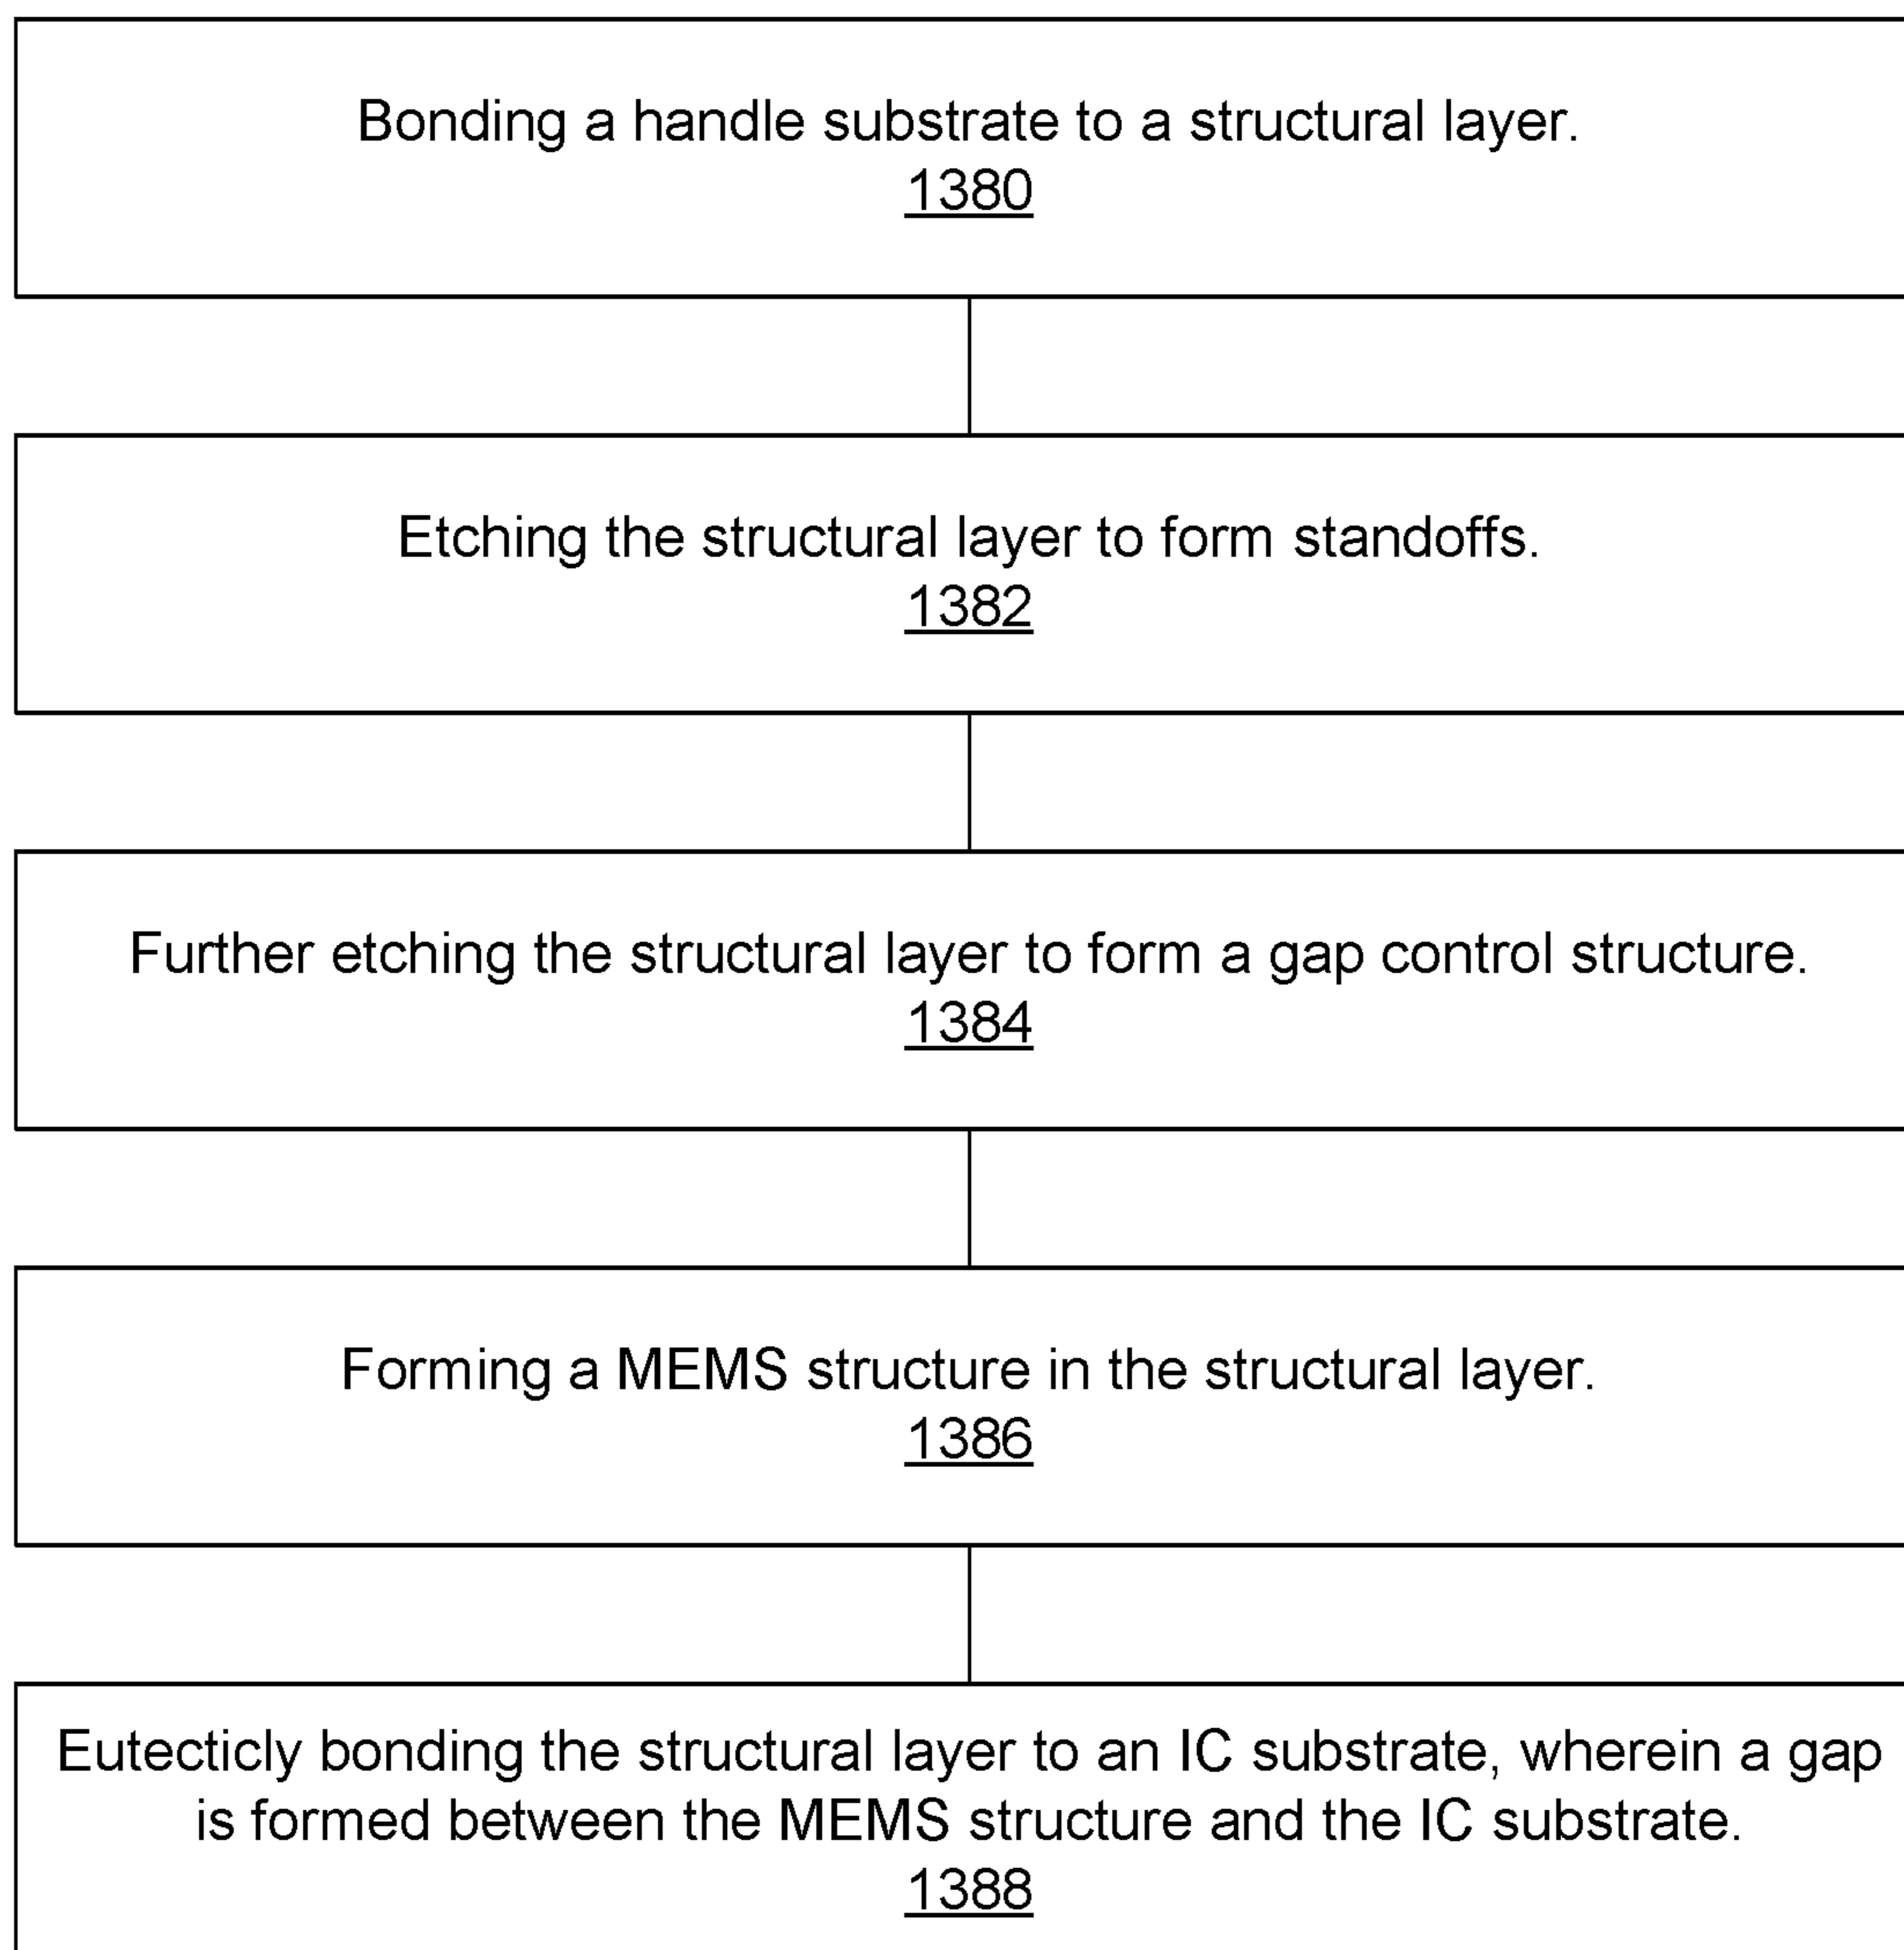 Bonding a handle substrate to a structural layer.
1380
Etching the structural layer to form standoffs.
1382
Further etching the structural layer to form a gap control structure.
1384
Forming a MEMS structure in the structural layer.
1386
Eutecticly bonding the structural layer to an IC substrate, wherein a gap
is formed between the MEMS structure and the IC substrate.
1388